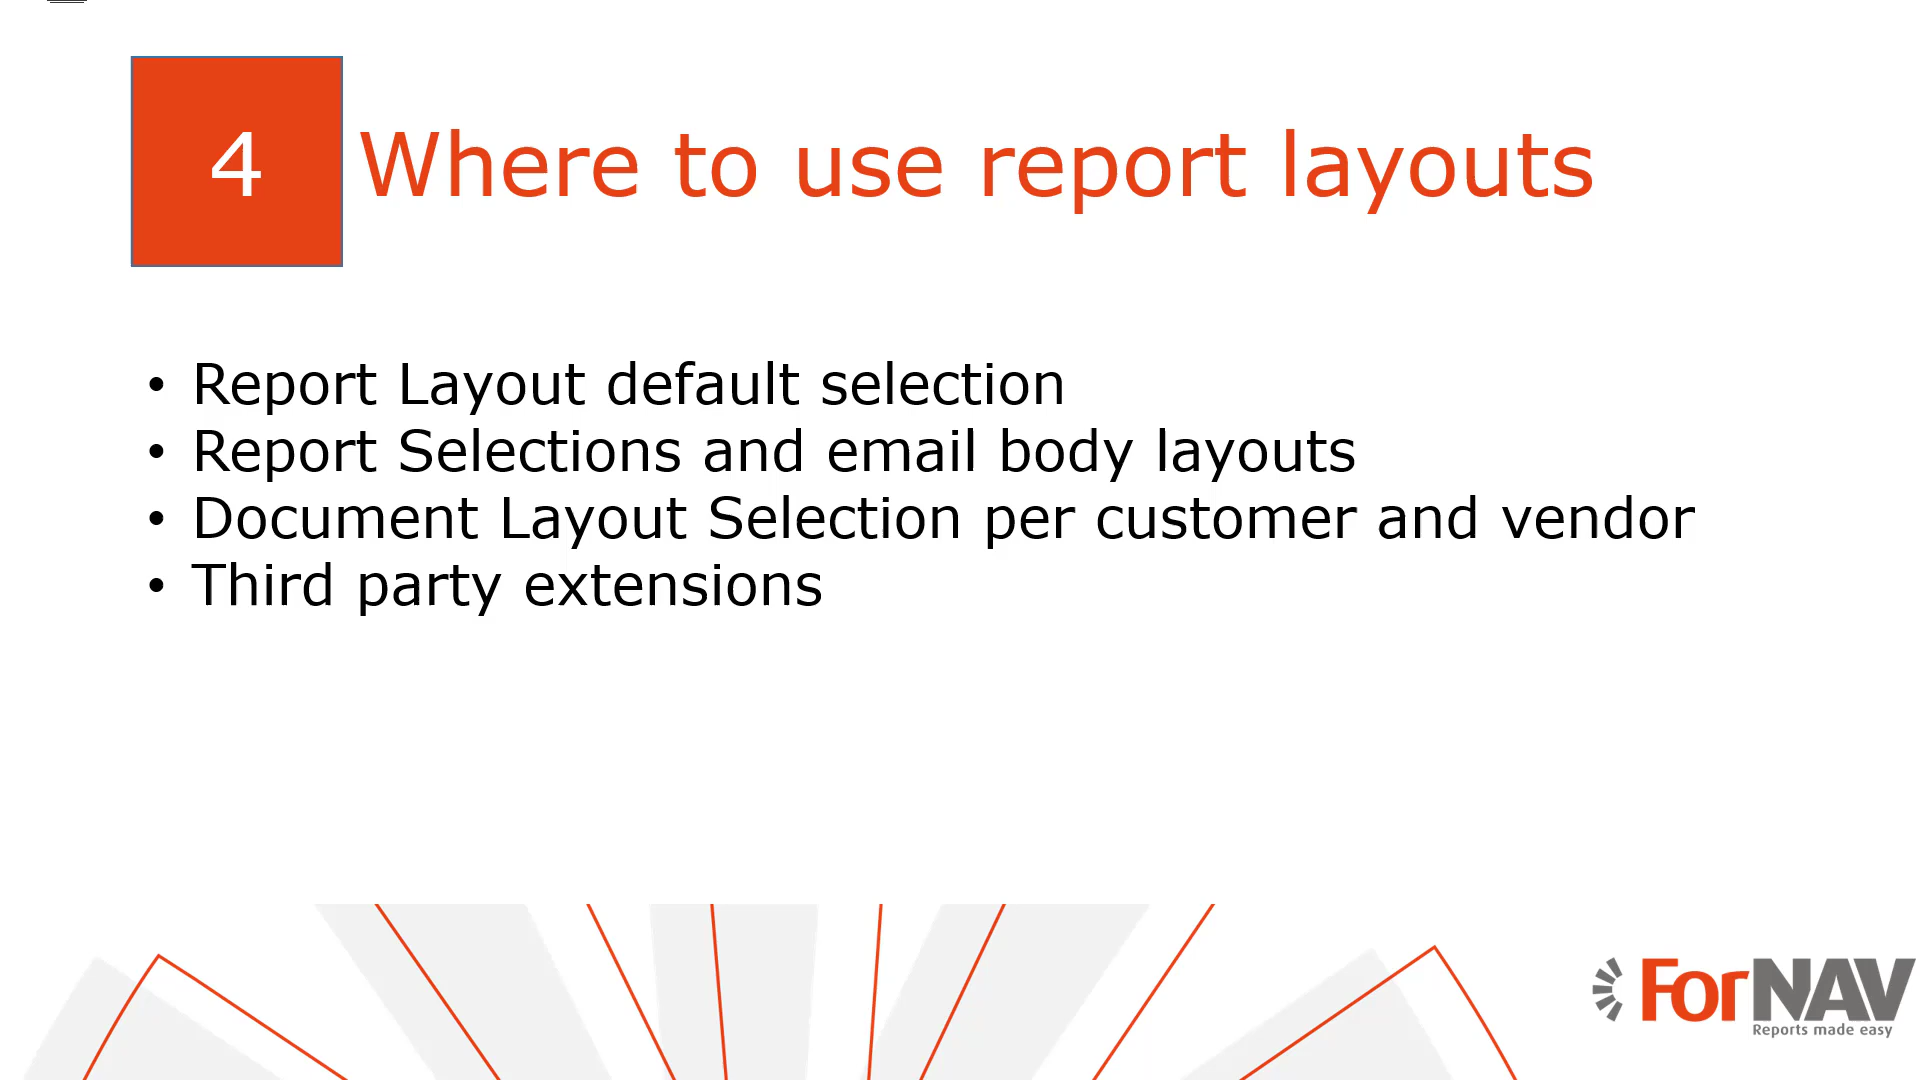 4
Where to use report layouts
• Report Layout default selection
• Report Selections and email body layouts
• Document Layout Selection per customer and vendor
• Third party extensions
ForNAV
Reports made easy